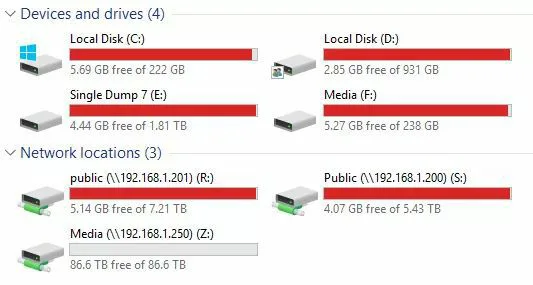 Devices and drives (4)
Local Disk (C:)
5.69 GB free of 222 GB
Local Disk (D:)
2.85 GB free of 931 GB
Single Dump 7 (E:)
4.44 GB free of 1.81 TB
Media (F:)
5.27 GB free of 238 GB
Network locations (3)
public (\\192.168.1.201) (R:)
5.14 GB free of 7.21 TB
Public (\\192.168.1.200) (S:)
4.07 GB free of 5.43 TB
Media (\\192.168.1.250) (Z:)
86.6 TB free of 86.6 TB